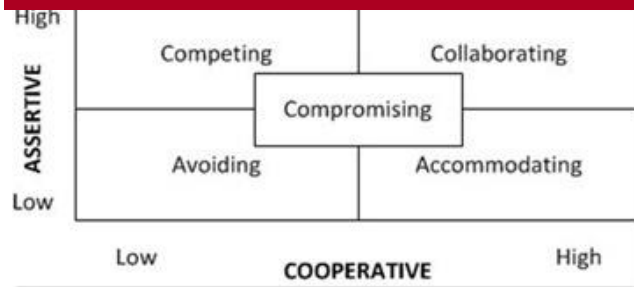 High
Competing Collaborating
ASSERTIVE
Compromising
Avoiding Accommodating
Low
Low High
COOPERATIVE